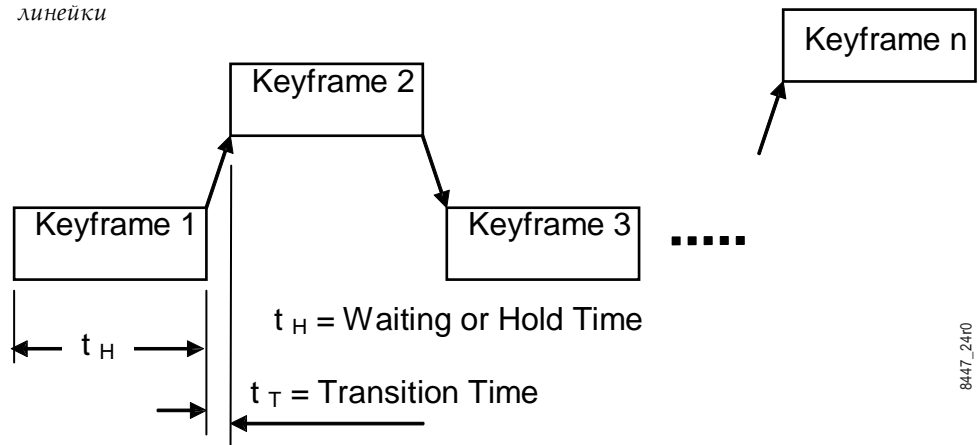 линейки
Keyframe n
Keyframe 2
Keyframe 1
Keyframe 3
t H = Waiting or Hold Time
t H
t T = Transition Time
8447_24r0